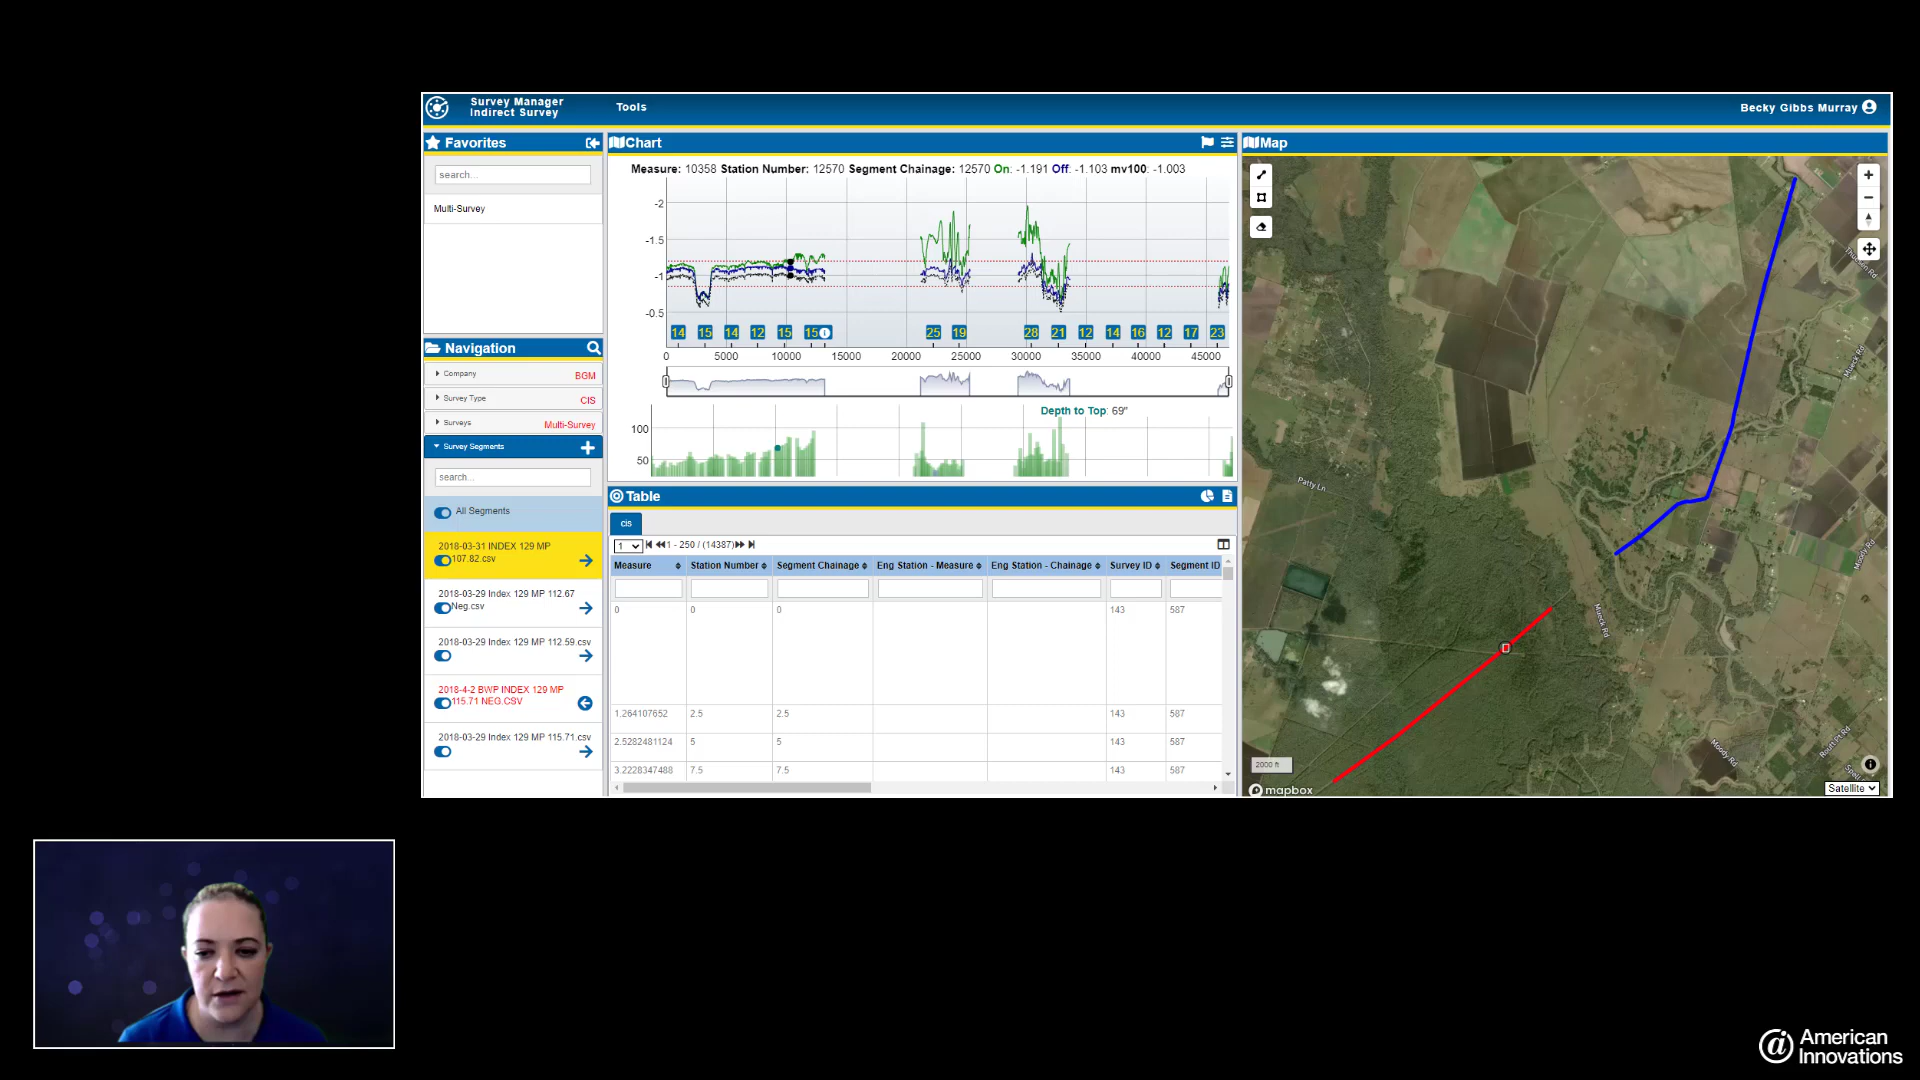 Survey Manager
Indirect Survey
Tools
Becky Gibbs Murray
Favorites
search...
Multi-Survey
Navigation
Company
BGM
Survey Type
CIS
Surveys
Multi-Survey
Survey Segments
search...
All Segments
2018-03-31 INDEX 129 MP
107.82.csv
2018-03-29 Index 129 MP 112.67
Neg.csv
2018-03-29 Index 129 MP 112.59.csv
2018-4-2 BWP INDEX 129 MP
115.71 NEG.CSV
2018-03-29 Index 129 MP 115.71.csv
Chart
Measure: 10358 Station Number: 12570 Segment Chainage: 12570 On: -1.191 Off: -1.103 mv100: -1.003
-2
-1.5
-1
-0.5
14 15 14 12 15 15 25 19 28 21 12 14 16 12 17 23
0 5000 10000 15000 20000 25000 30000 35000 40000 45000
Depth to Top: 69"
100
50
Table
cis
1 1 - 250 / (14387)
Measure Station Number Segment Chainage Eng Station - Measure Eng Station - Chainage Survey ID Segment ID
0 0 0 143 587
1.264107652 2.5 2.5 143 587
2.5282481124 5 5 143 587
3.2228347488 7.5 7.5 143 587
Map
Patty Ln
Mueck Rd
Mueck Rd
Moody Rd
Moody Rd
2000 ft
mapbox
Satellite
American
Innovations